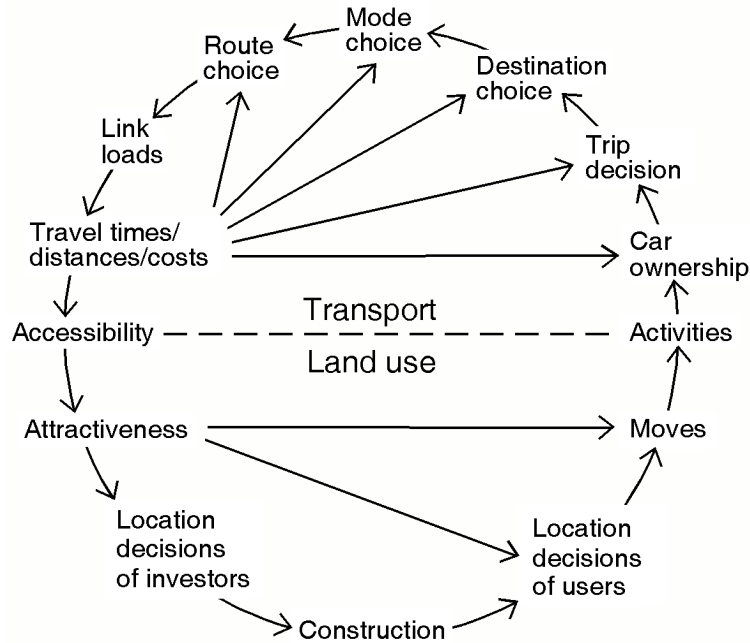 Mode
choice
Route
choice
Destination
choice
Link
loads
Trip
decision
Travel times/
distances/costs
Car
ownership
Transport
Accessibility
Activities
Land use
Attractiveness
Moves
Location
decisions
of investors
Location
decisions
of users
Construction